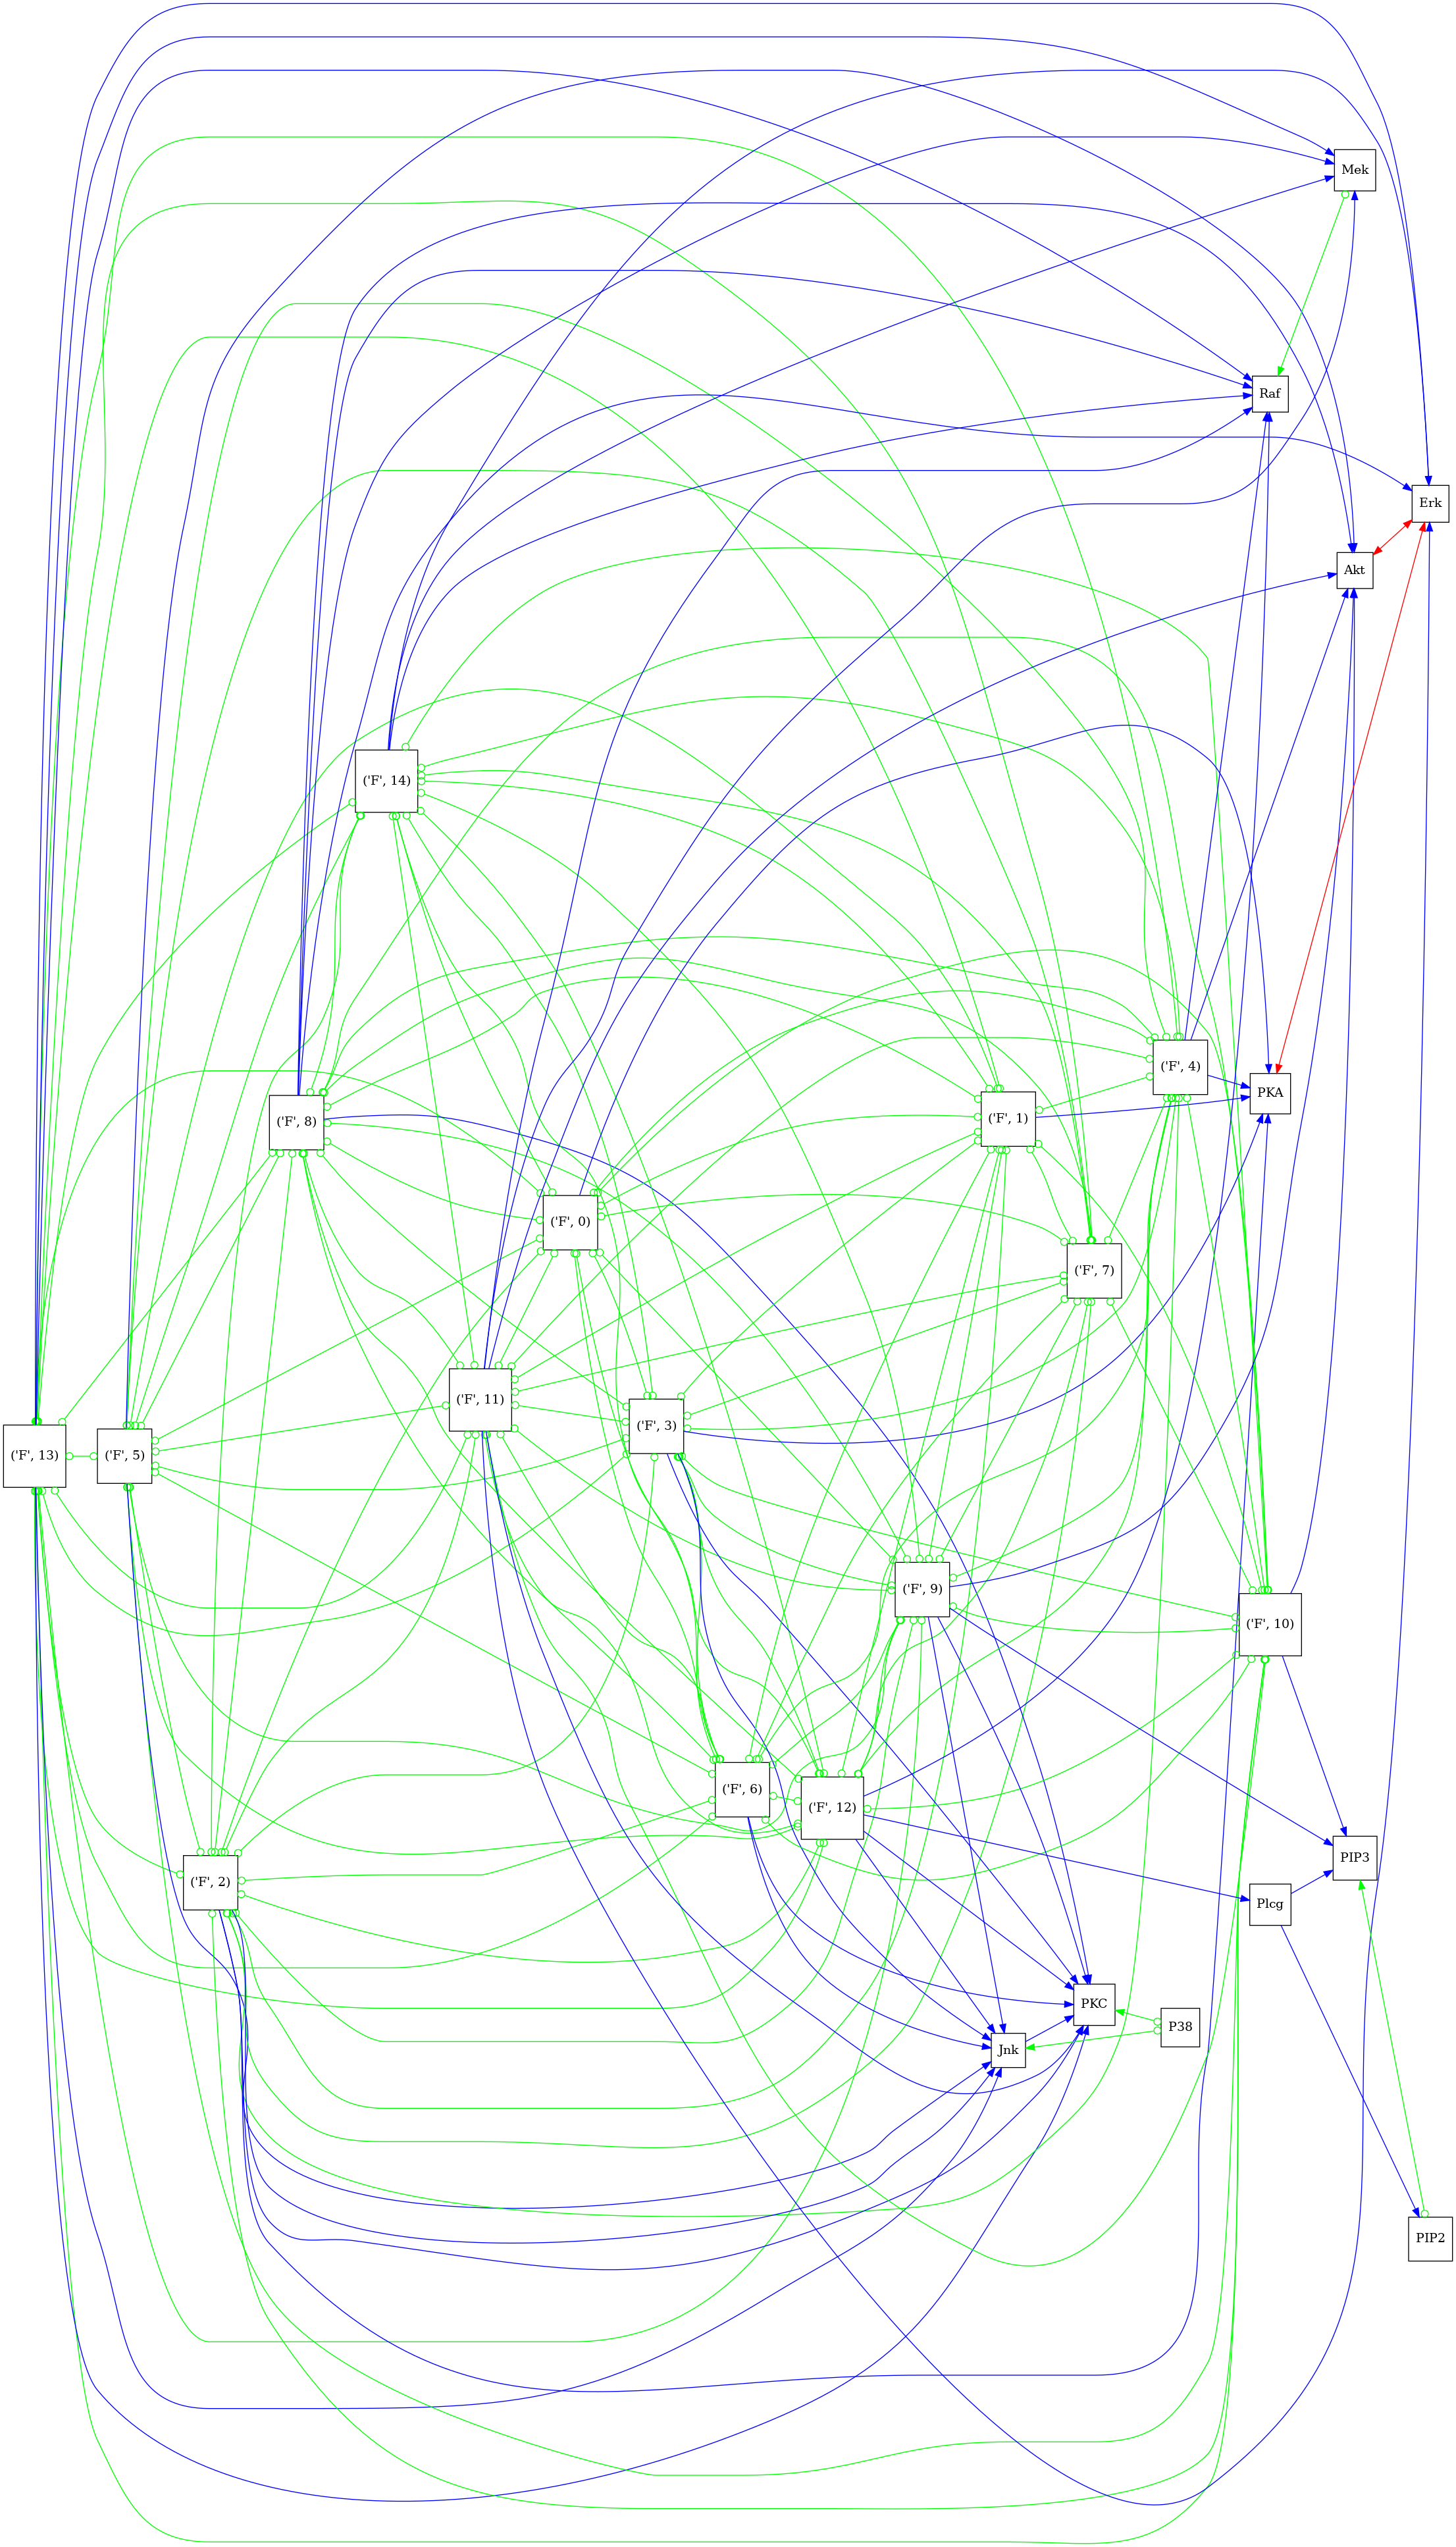 Mek
Raf
Erk
Akt
('F', 14)
('F', 4)
PKA
('F', 8)
('F', 1)
('F', 0)
('F', 7)
('F', 11)
('F', 3)
('F', 13)
('F', 5)
('F', 9)
('F', 10)
('F', 6)
('F', 12)
PIP3
('F', 2)
Plcg
PKC
P38
Jnk
PIP2